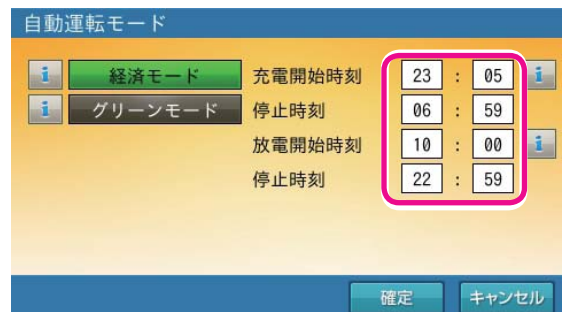 自動運転モード
i 経済モード 充電開始時刻 23 : 05 i
i グリーンモード 停止時刻 06 : 59
放電開始時刻 10 : 00 i
停止時刻 22 : 59
確定 キャンセル